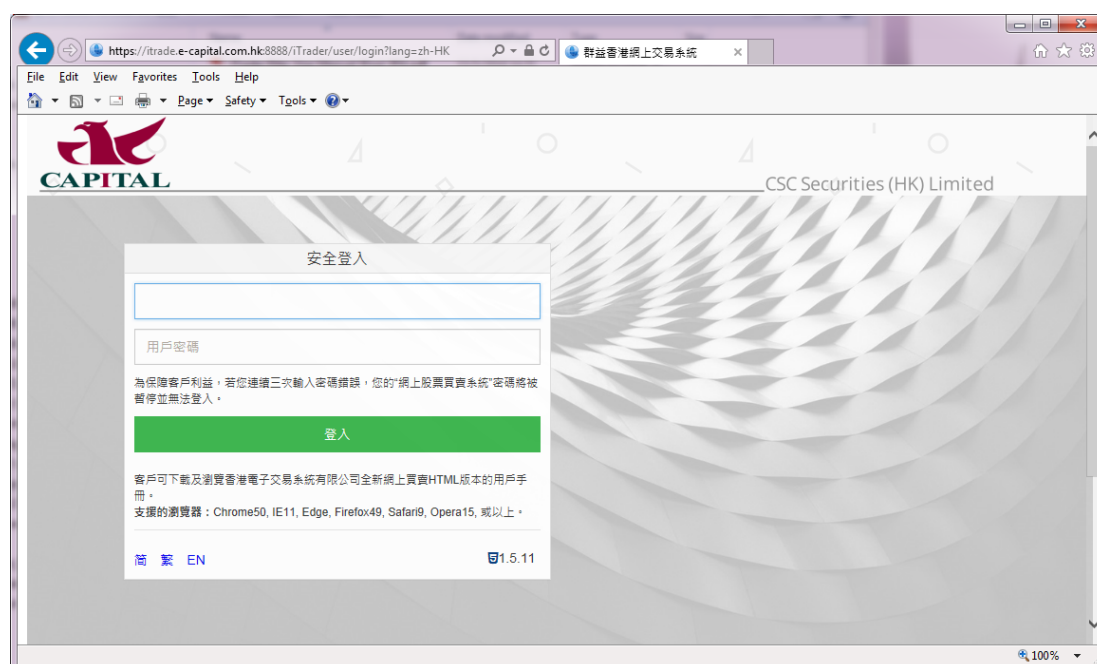 https://itrade.e-capital.com.hk:8888/iTrader/user/login?lang=zh-HK
群益香港網上交易系統
File Edit View Favorites Tools Help
Page Safety Tools
CAPITAL
CSC Securities (HK) Limited
安全登入
用戶密碼
為保障客戶利益，若您連續三次輸入密碼錯誤，您的“網上股票買賣系統”密碼將被
暫停並無法登入。
登入
客戶可下載及瀏覽香港電子交易系統有限公司全新網上買賣HTML版本的用戶手
冊。
支援的瀏覽器：Chrome50, IE11, Edge, Firefox49, Safari9, Opera15, 或以上。
简 繁 EN
1.5.11
100%